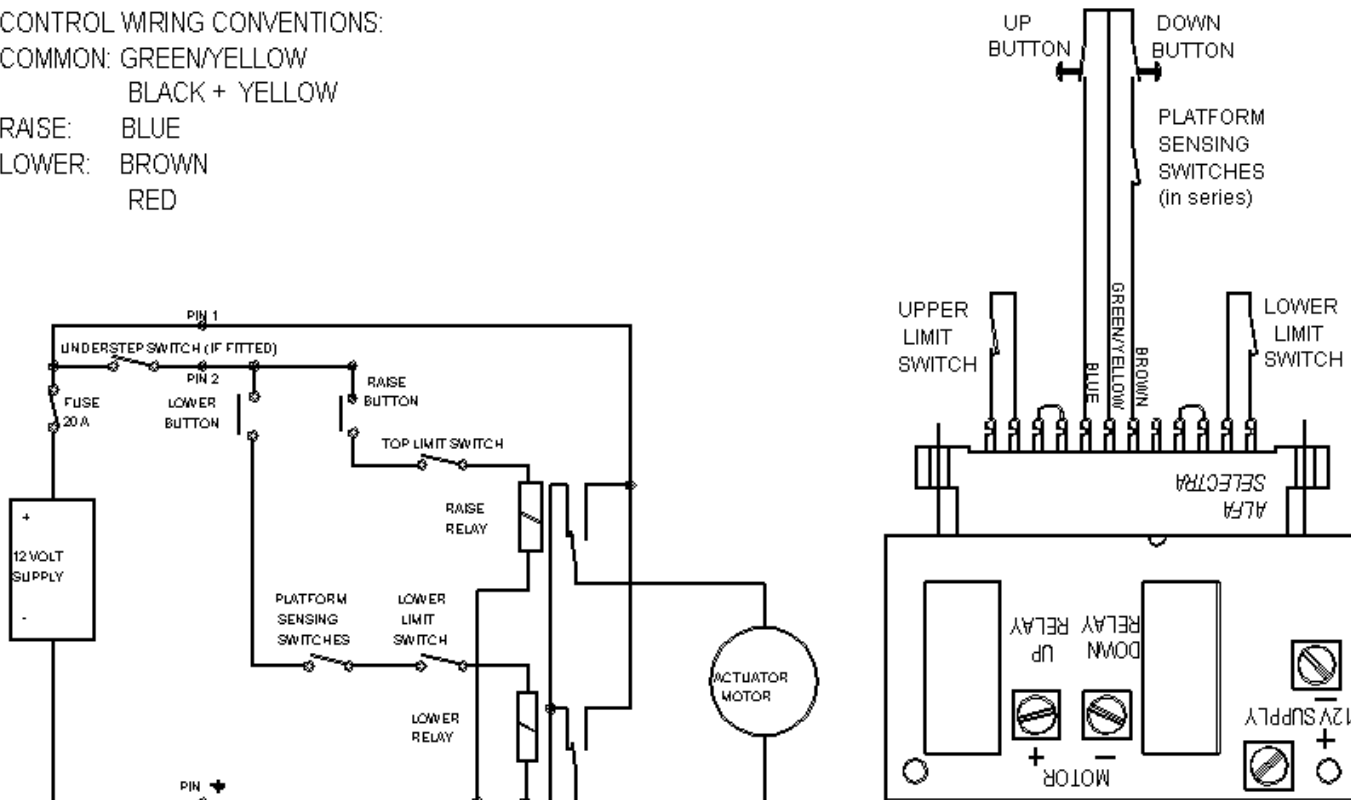 CONTROL WIRING CONVENTIONS:
COMMON: GREEN/YELLOW
BLACK + YELLOW
RAISE: BLUE
LOWER: BROWN
RED
UP
BUTTON
DOWN
BUTTON
PLATFORM
SENSING
SWITCHES
(in series)
UPPER
LIMIT
SWITCH
BLUE
GREEN/YELLOW
BROWN
LOWER
LIMIT
SWITCH
ALFA
SELECTRA
UP
RELAY
DOWN
RELAY
MOTOR
+
-
12V SUPPLY
-
+
PIN 1
UNDERSTEP SWITCH (IF FITTED)
PIN 2
FUSE
20 A
LOWER
BUTTON
RAISE
BUTTON
TOP LIMIT SWITCH
RAISE
RELAY
+
12 VOLT
SUPPLY
-
PLATFORM
SENSING
SWITCHES
LOWER
LIMIT
SWITCH
LOWER
RELAY
ACTUATOR
MOTOR
PIN